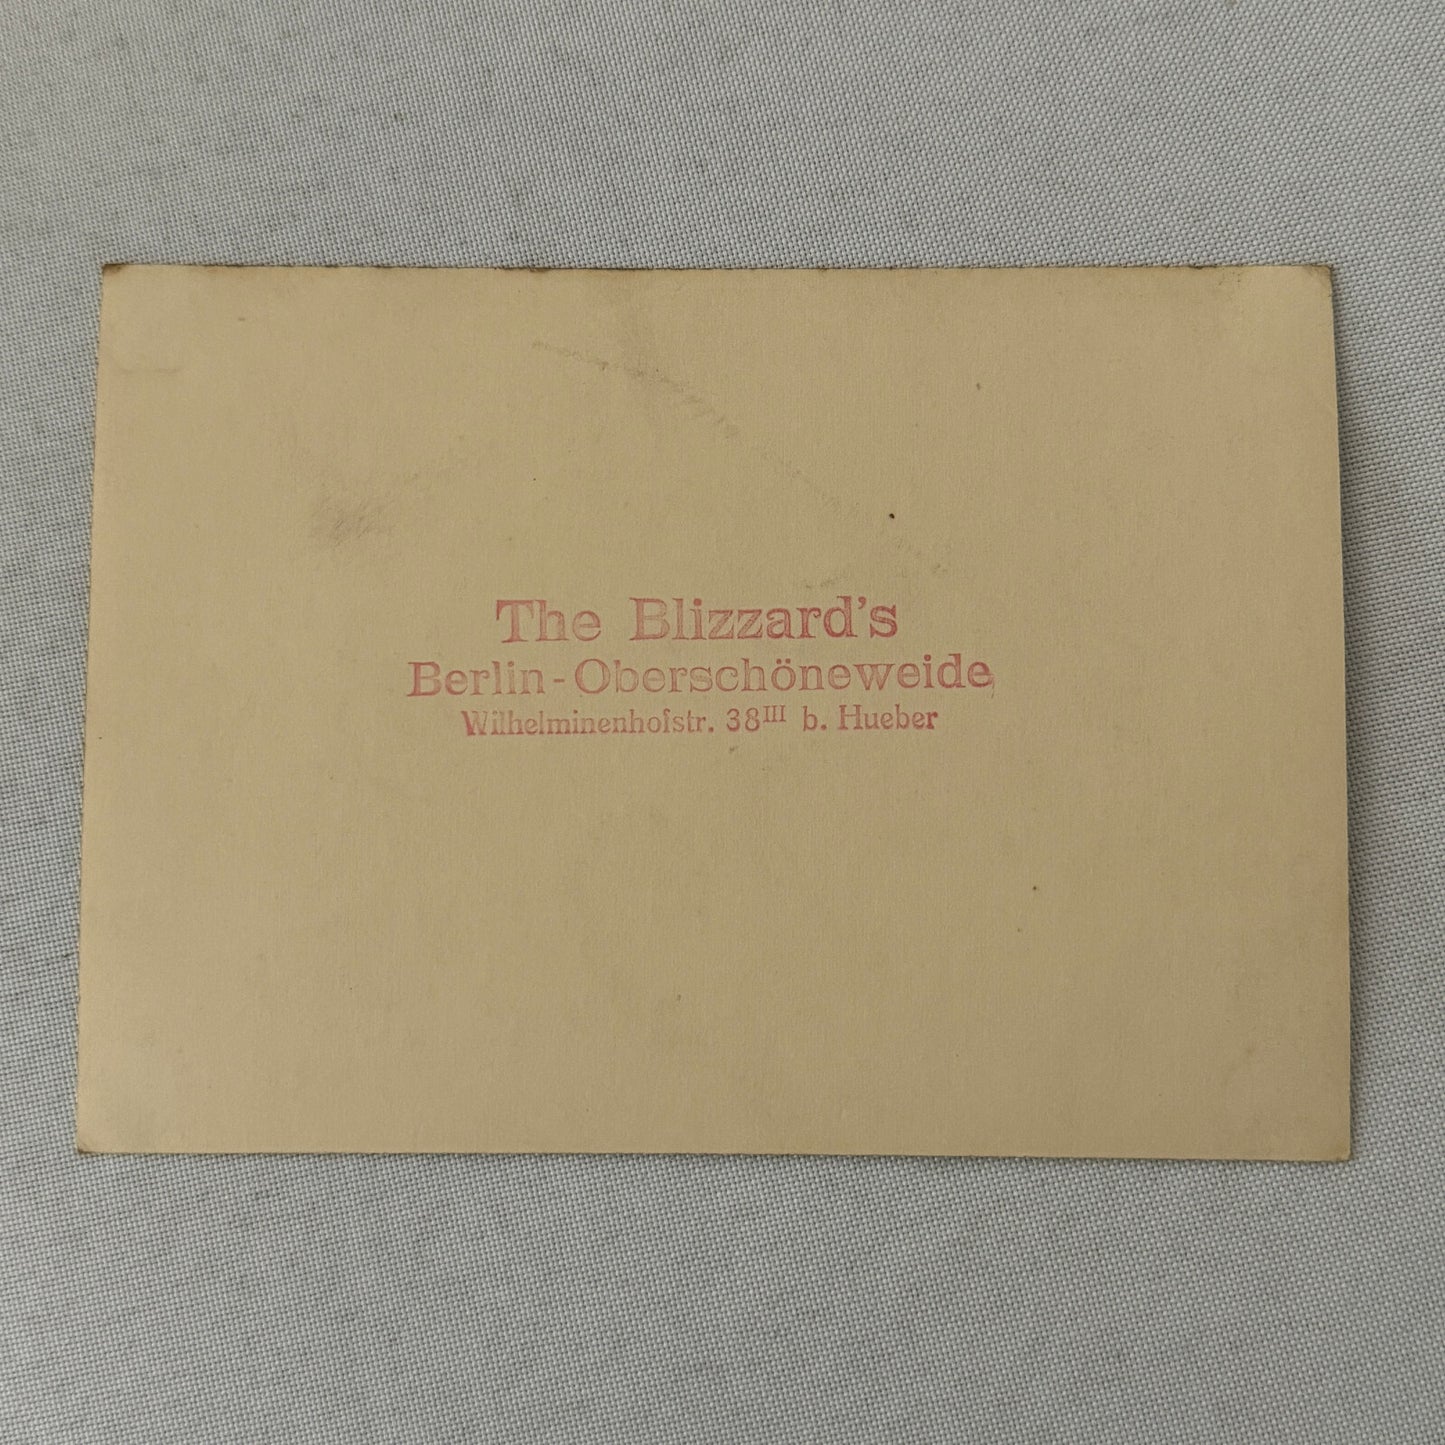 The Blizzard's
Berlin-Oberschöneweide
Wilhelminenhofstr. 38III b. Hueber